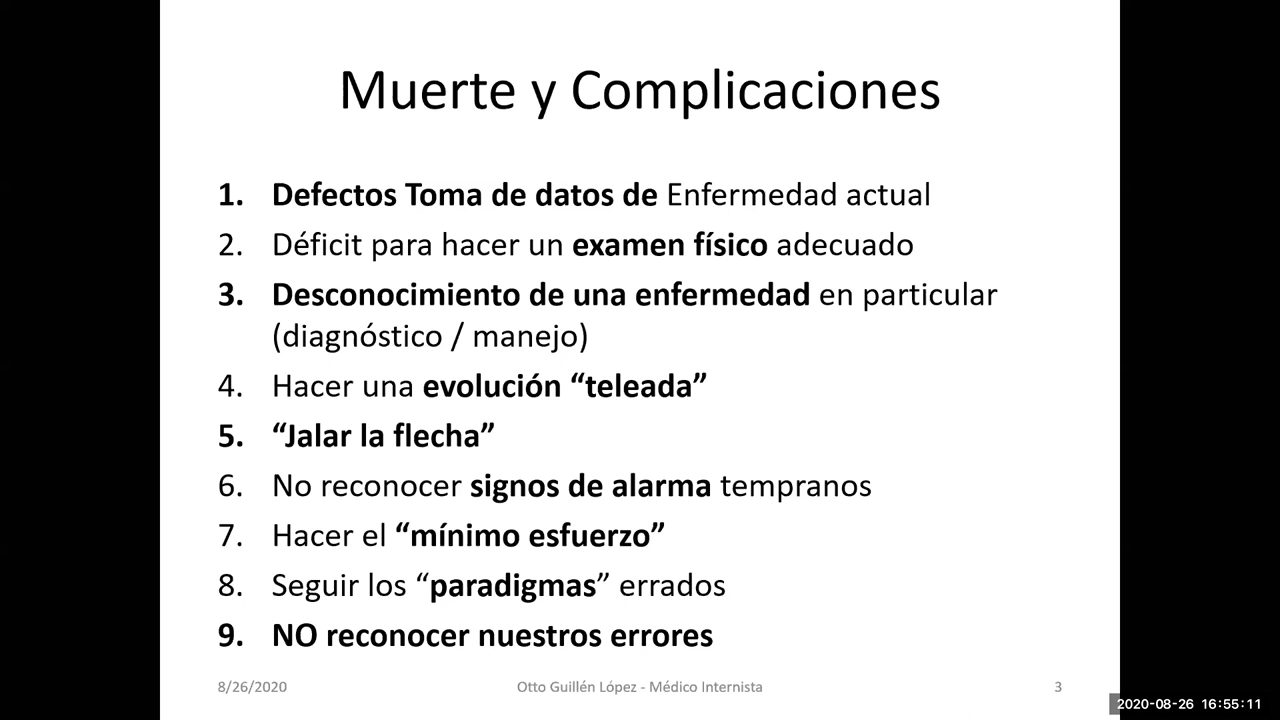 Muerte y Complicaciones
1. Defectos Toma de datos de Enfermedad actual
2. Déficit para hacer un examen físico adecuado
3. Desconocimiento de una enfermedad en particular
(diagnóstico / manejo)
4. Hacer una evolución “teleada”
5. “Jalar la flecha”
6. No reconocer signos de alarma tempranos
7. Hacer el “mínimo esfuerzo”
8. Seguir los “paradigmas” errados
9. NO reconocer nuestros errores
8/26/2020 Otto Guillén López - Médico Internista 3
2020-08-26 16:55:11